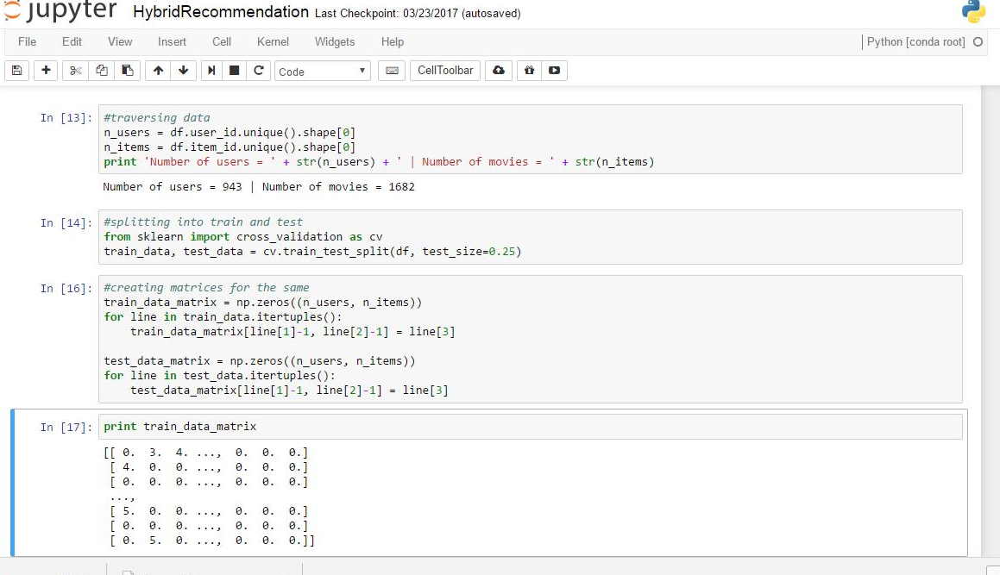 jupyter HybridRecommendation Last Checkpoint: 03/23/2017 (autosaved)
File Edit View Insert Cell Kernel Widgets Help Python [conda root]
Code CellToolbar
In [13]: #traversing data
n_users = df.user_id.unique().shape[0]
n_items = df.item_id.unique().shape[0]
print 'Number of users = ' + str(n_users) + ' | Number of movies = ' + str(n_items)
Number of users = 943 | Number of movies = 1682
In [14]: #splitting into train and test
from sklearn import cross_validation as cv
train_data, test_data = cv.train_test_split(df, test_size=0.25)
In [16]: #creating matrices for the same
train_data_matrix = np.zeros((n_users, n_items))
for line in train_data.itertuples():
    train_data_matrix[line[1]-1, line[2]-1] = line[3]
test_data_matrix = np.zeros((n_users, n_items))
for line in test_data.itertuples():
    test_data_matrix[line[1]-1, line[2]-1] = line[3]
In [17]: print train_data_matrix
[[ 0.  3.  4. ...,  0.  0.  0.]
 [ 4.  0.  0. ...,  0.  0.  0.]
 [ 0.  0.  0. ...,  0.  0.  0.]
 ...,
 [ 5.  0.  0. ...,  0.  0.  0.]
 [ 0.  0.  0. ...,  0.  0.  0.]
 [ 0.  5.  0. ...,  0.  0.  0.]]